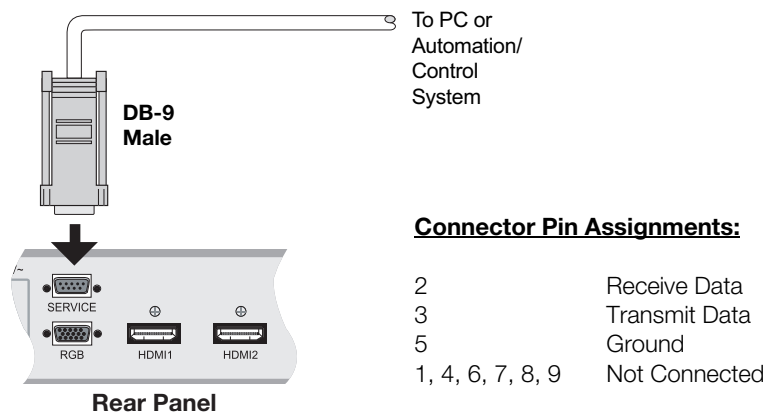 To PC or
Automation/
Control
System
DB-9
Male
Connector Pin Assignments:
2 Receive Data
3 Transmit Data
5 Ground
1, 4, 6, 7, 8, 9 Not Connected
/~
SERVICE
RGB
HDMI1
HDMI2
Rear Panel